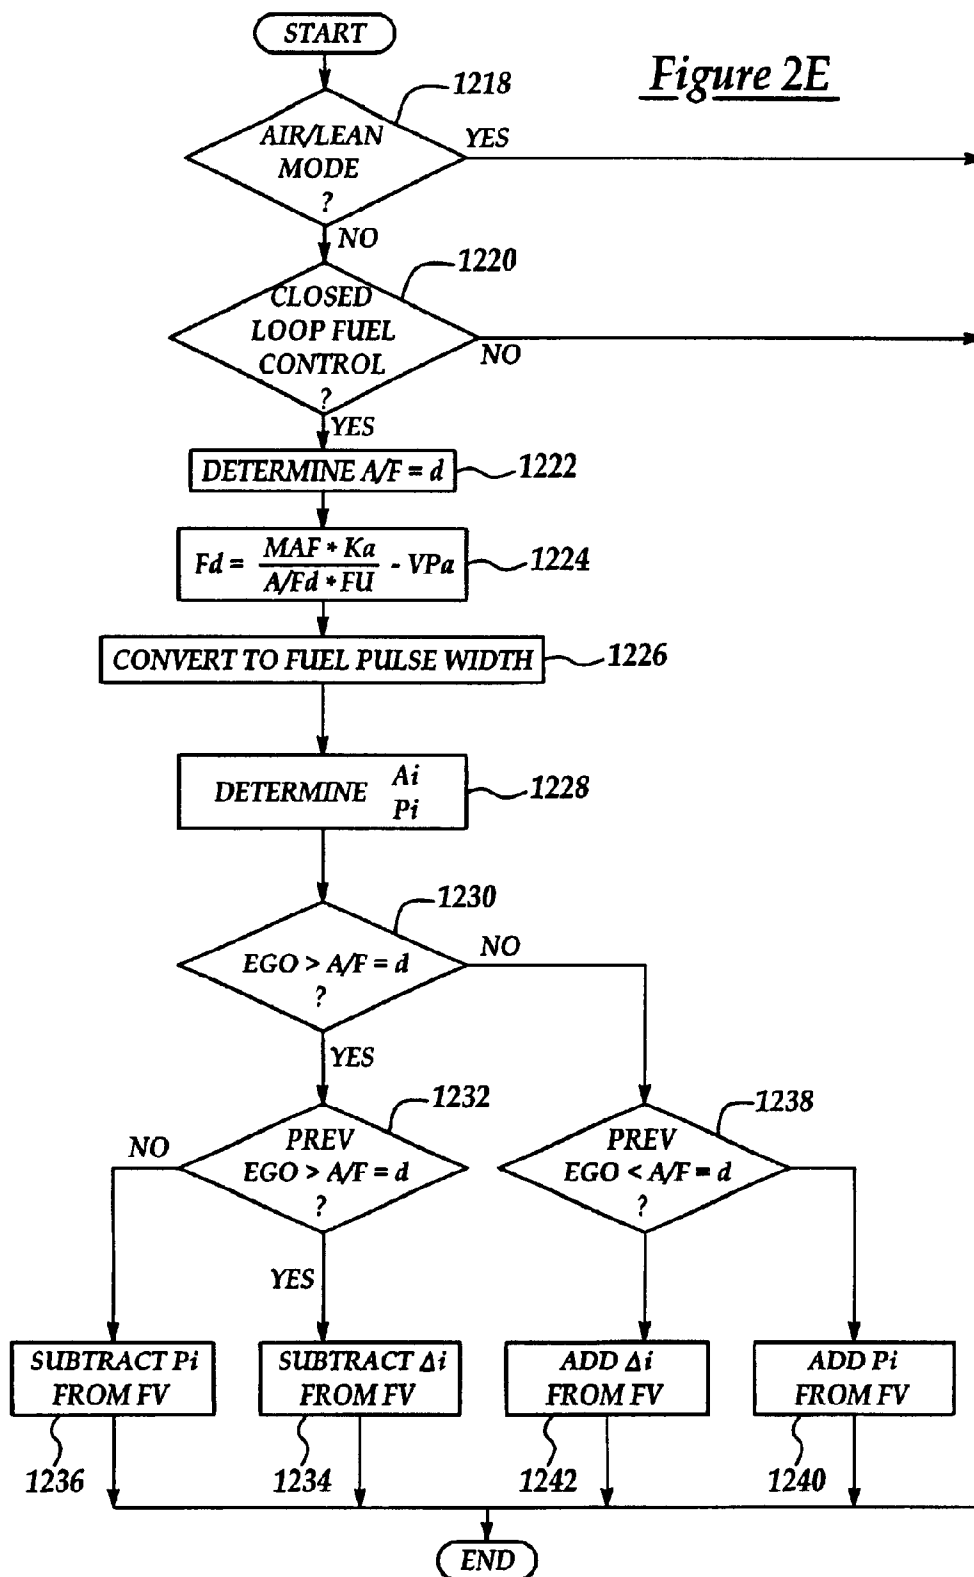 START
Figure 2E
1218
AIR/LEAN
MODE
?
YES
NO
1220
CLOSED
LOOP FUEL
CONTROL
?
NO
YES
DETERMINE A/F = d
1222
Fd = MAF * Ka / A/Fd * FU - VPa
1224
CONVERT TO FUEL PULSE WIDTH
1226
DETERMINE Ai
Pi
1228
1230
EGO > A/F = d
?
NO
YES
1232
PREV
EGO > A/F = d
?
NO
YES
1238
PREV
EGO < A/F = d
?
SUBTRACT Pi
FROM FV
1236
SUBTRACT Δi
FROM FV
1234
ADD Δi
FROM FV
1242
ADD Pi
FROM FV
1240
END